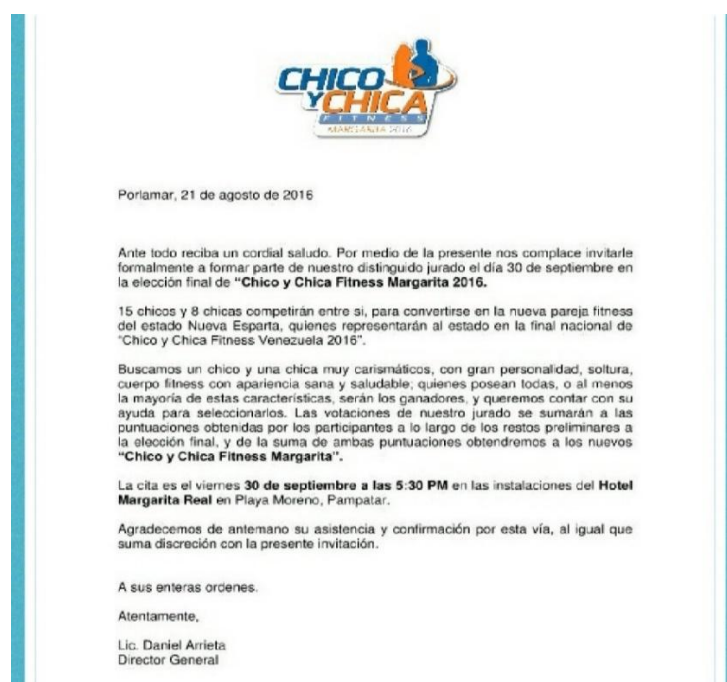 CHICO
Y CHICA
FITNESS
MARGARITA 2016
Porlamar, 21 de agosto de 2016
Ante todo reciba un cordial saludo. Por medio de la presente nos complace invitarle
formalmente a formar parte de nuestro distinguido jurado el día 30 de septiembre en
la elección final de “Chico y Chica Fitness Margarita 2016.
15 chicos y 8 chicas competirán entre si, para convertirse en la nueva pareja fitness
del estado Nueva Esparta, quienes representarán al estado en la final nacional de
“Chico y Chica Fitness Venezuela 2016”.
Buscamos un chico y una chica muy carismáticos, con gran personalidad, soltura,
cuerpo fitness con apariencia sana y saludable; quienes posean todas, o al menos
la mayoría de estas características, serán los ganadores, y queremos contar con su
ayuda para seleccionarlos. Las votaciones de nuestro jurado se sumarán a las
puntuaciones obtenidas por los participantes a lo largo de los restos preliminares a
la elección final, y de la suma de ambas puntuaciones obtendremos a los nuevos
“Chico y Chica Fitness Margarita”.
La cita es el viernes 30 de septiembre a las 5:30 PM en las instalaciones del Hotel
Margarita Real en Playa Moreno, Pampatar.
Agradecemos de antemano su asistencia y confirmación por esta vía, al igual que
suma discreción con la presente invitación.
A sus enteras ordenes.
Atentamente,
Lic. Daniel Arrieta
Director General